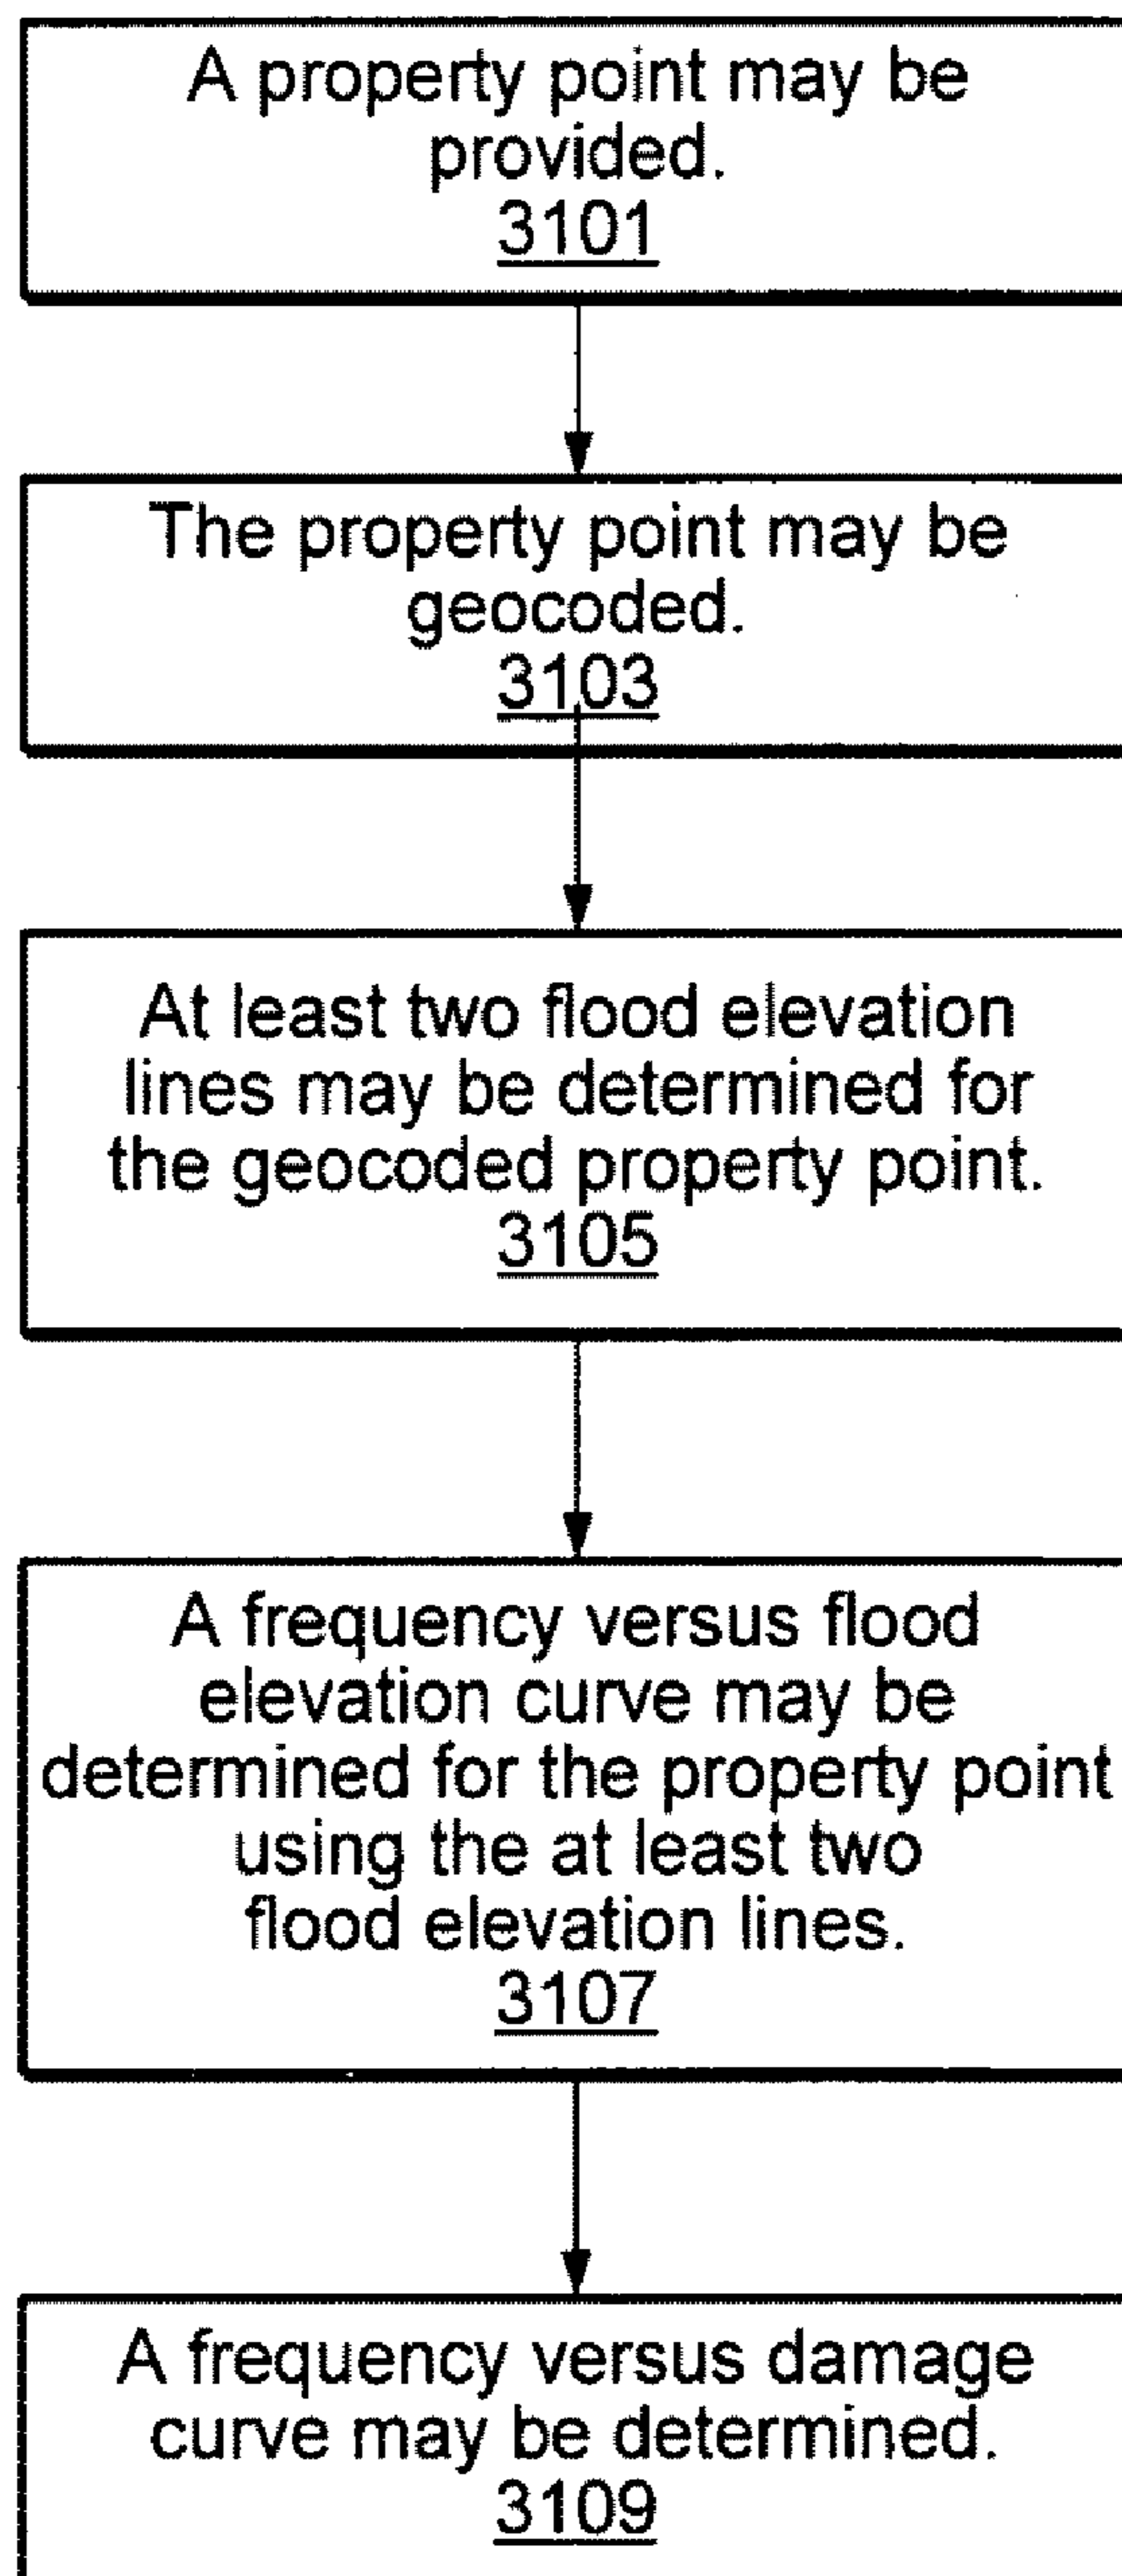 A property point may be
provided.
3101
The property point may be
geocoded.
3103
At least two flood elevation
lines may be determined for
the geocoded property point.
3105
A frequency versus flood
elevation curve may be
determined for the property point
using the at least two
flood elevation lines.
3107
A frequency versus damage
curve may be determined.
3109